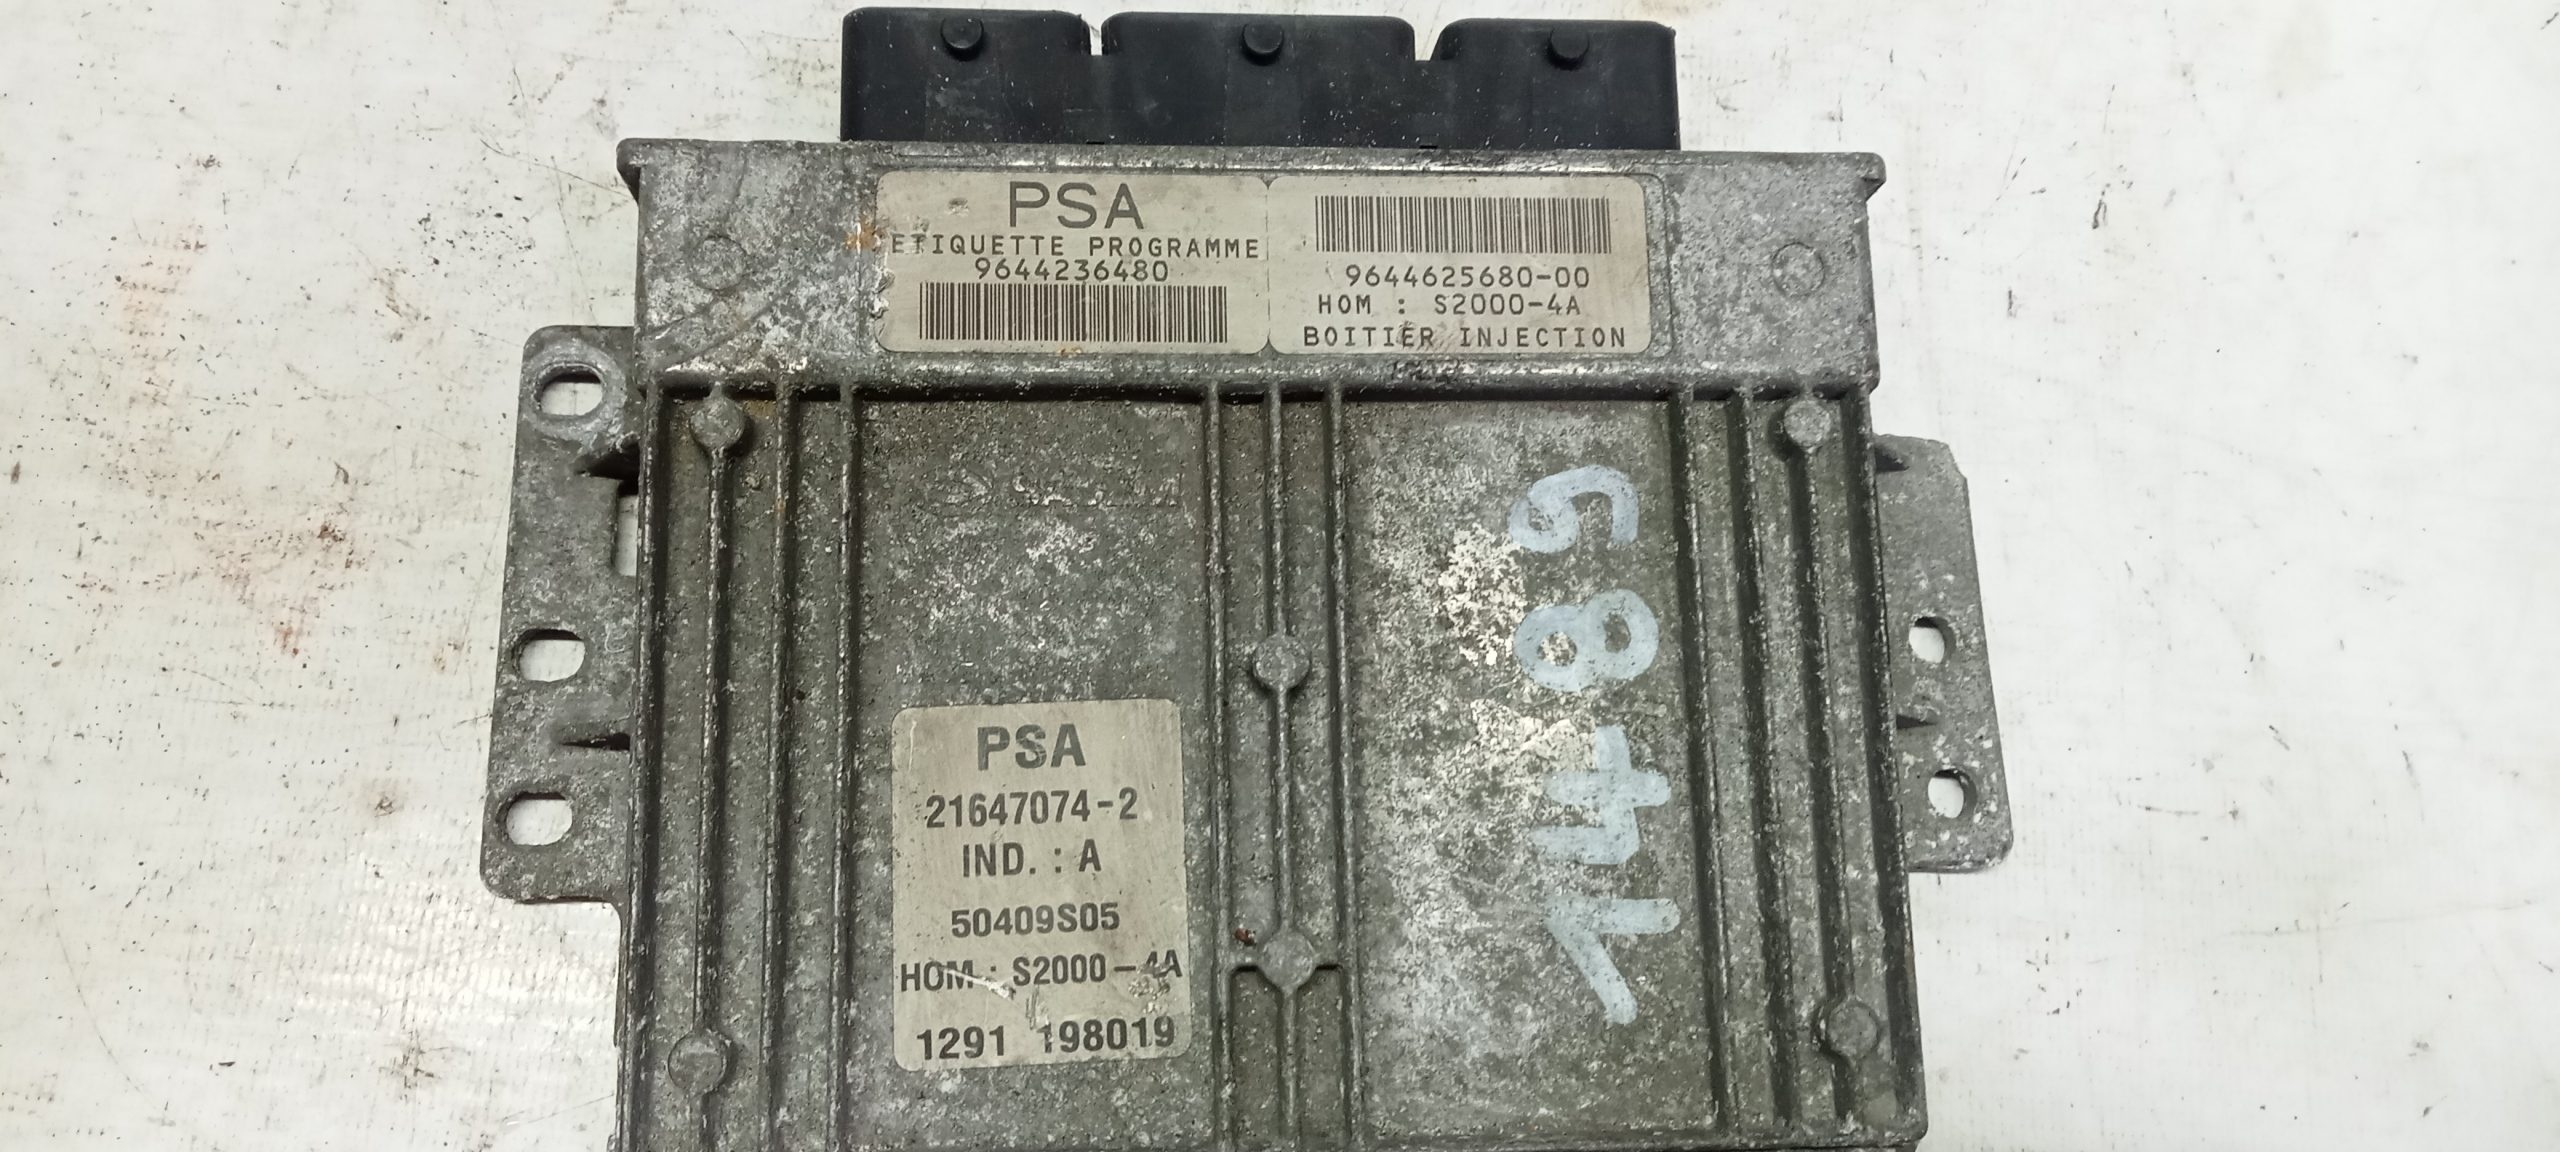 PSA
ETIQUETTE PROGRAMME
9644236480
9644625680-00
HOM : S2000-4A
BOITIER INJECTION
PSA
21647074-2
IND. : A
50409S05
HOM : S2000-4A
1291 198019